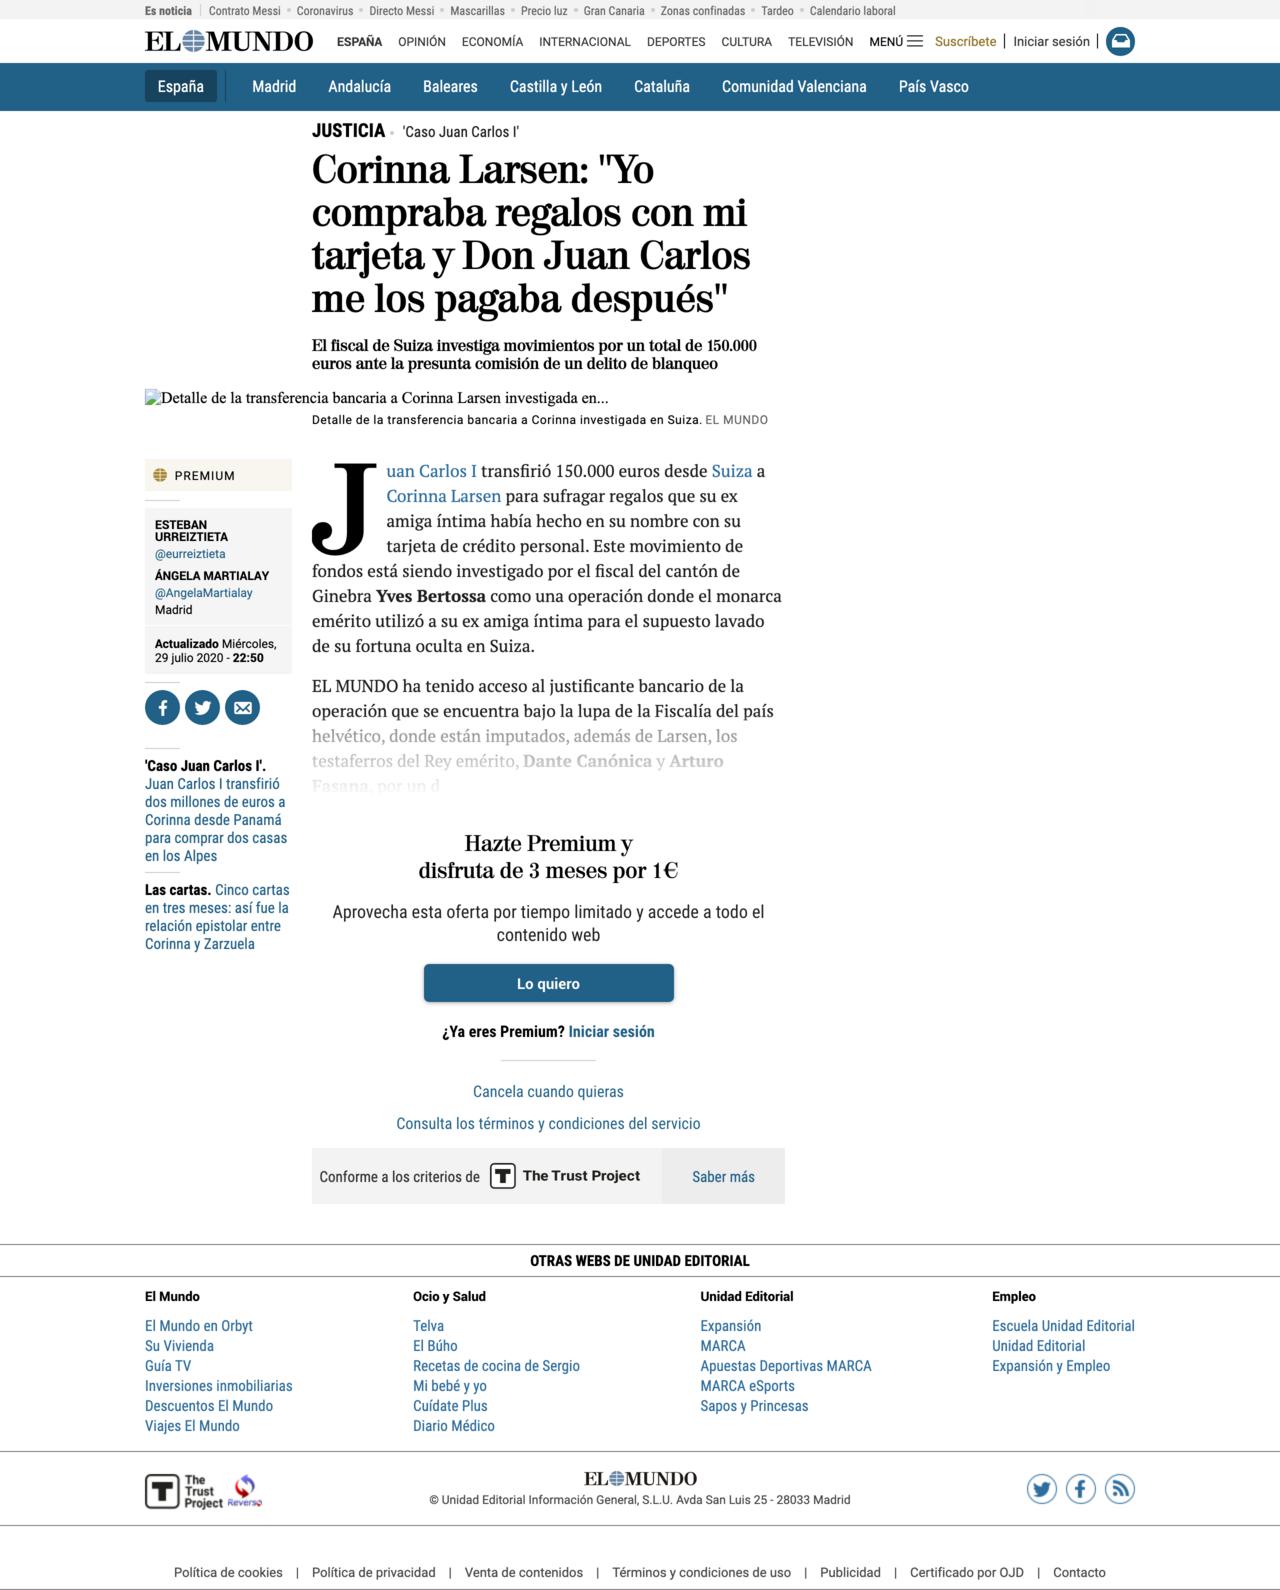 Es noticia Contrato Messi Coronavirus Directo Messi Mascarillas Precio luz Gran Canaria Zonas confinadas Tardeo Calendario laboral
EL MUNDO ESPAÑA OPINIÓN ECONOMÍA INTERNACIONAL DEPORTES CULTURA TELEVISIÓN MENÚ Suscríbete | Iniciar sesión |
España Madrid Andalucía Baleares Castilla y León Cataluña Comunidad Valenciana País Vasco
JUSTICIA 'Caso Juan Carlos I'
Corinna Larsen: "Yo
compraba regalos con mi
tarjeta y Don Juan Carlos
me los pagaba después"
El fiscal de Suiza investiga movimientos por un total de 150.000
euros ante la presunta comisión de un delito de blanqueo
Detalle de la transferencia bancaria a Corinna Larsen investigada en...
Detalle de la transferencia bancaria a Corinna investigada en Suiza. EL MUNDO
PREMIUM
ESTEBAN
URREIZTIETA
@eurreiztieta
ÁNGELA MARTIALAY
@AngelaMartialay
Madrid
Actualizado Miércoles,
29 julio 2020 - 22:50
'Caso Juan Carlos I'.
Juan Carlos I transfirió
dos millones de euros a
Corinna desde Panamá
para comprar dos casas
en los Alpes
Las cartas. Cinco cartas
en tres meses: así fue la
relación epistolar entre
Corinna y Zarzuela
Juan Carlos I transfirió 150.000 euros desde Suiza a
Corinna Larsen para sufragar regalos que su ex
amiga íntima había hecho en su nombre con su
tarjeta de crédito personal. Este movimiento de
fondos está siendo investigado por el fiscal del cantón de
Ginebra Yves Bertossa como una operación donde el monarca
emérito utilizó a su ex amiga íntima para el supuesto lavado
de su fortuna oculta en Suiza.
EL MUNDO ha tenido acceso al justificante bancario de la
operación que se encuentra bajo la lupa de la Fiscalía del país
helvético, donde están imputados, además de Larsen, los
testaferros del Rey emérito, Dante Canónica y Arturo
Fasana, por un d
Hazte Premium y
disfruta de 3 meses por 1€
Aprovecha esta oferta por tiempo limitado y accede a todo el
contenido web
Lo quiero
¿Ya eres Premium? Iniciar sesión
Cancela cuando quieras
Consulta los términos y condiciones del servicio
Conforme a los criterios de T The Trust Project Saber más
OTRAS WEBS DE UNIDAD EDITORIAL
El Mundo
El Mundo en Orbyt
Su Vivienda
Guía TV
Inversiones inmobiliarias
Descuentos El Mundo
Viajes El Mundo
Ocio y Salud
Telva
El Búho
Recetas de cocina de Sergio
Mi bebé y yo
Cuídate Plus
Diario Médico
Unidad Editorial
Expansión
MARCA
Apuestas Deportivas MARCA
MARCA eSports
Sapos y Princesas
Empleo
Escuela Unidad Editorial
Unidad Editorial
Expansión y Empleo
T The
Trust
Project
Reverso
EL MUNDO
© Unidad Editorial Información General, S.L.U. Avda San Luis 25 - 28033 Madrid
Política de cookies | Política de privacidad | Venta de contenidos | Términos y condiciones de uso | Publicidad | Certificado por OJD | Contacto